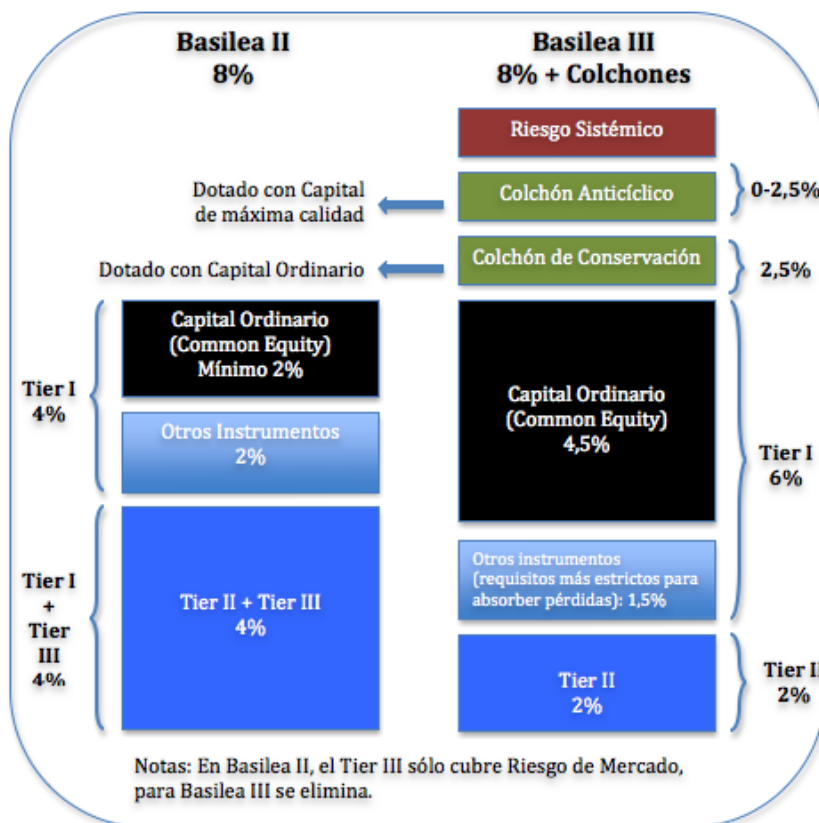 Basilea II
8%
Basilea III
8% + Colchones
Riesgo Sistémico
Dotado con Capital
de máxima calidad
Colchón Anticíclico
0-2,5%
Dotado con Capital Ordinario
Colchón de Conservación
2,5%
Tier I
4%
Capital Ordinario
(Common Equity)
Mínimo 2%
Otros Instrumentos
2%
Tier I
+
Tier
III
4%
Tier II + Tier III
4%
Capital Ordinario
(Common Equity)
4,5%
Otros instrumentos
(requisitos más estrictos para
absorber pérdidas): 1,5%
Tier I
6%
Tier II
2%
Tier II
2%
Notas: En Basilea II, el Tier III sólo cubre Riesgo de Mercado,
para Basilea III se elimina.